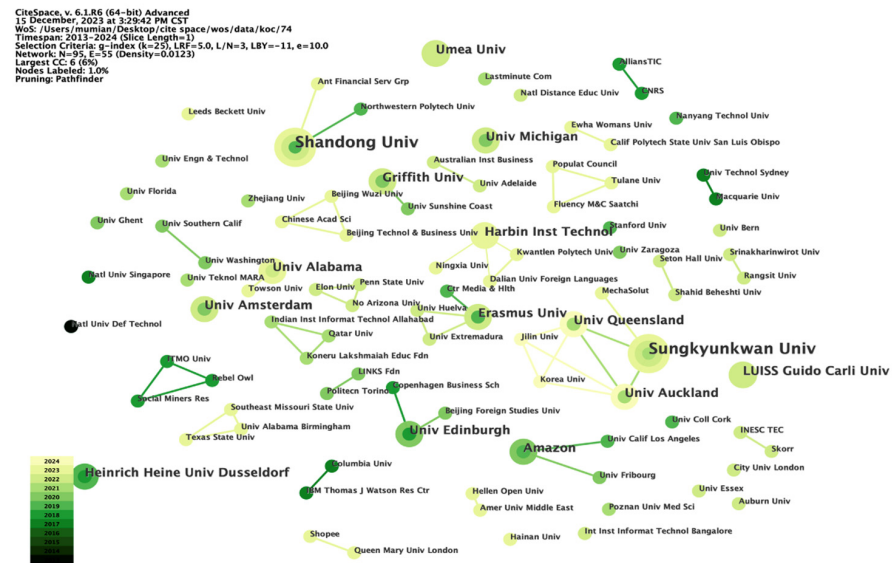 CiteSpace, v. 6.1.R6 (64-bit) Advanced
15 December, 2023 at 3:29:42 PM CST
WoS: /Users/mumian/Desktop/cite space/wos/data/koc/74
Timespan: 2013-2024 (Slice Length=1)
Selection Criteria: g-index (k=25), LRF=5.0, L/N=3, LBY=-11, e=10.0
Network: N=95, E=55 (Density=0.0123)
Largest CC: 6 (6%)
Nodes Labeled: 1.0%
Pruning: Pathfinder
Umea Univ
AlliansTIC
Ant Financial Serv Grp
Lastminute Com
CNRS
Natl Distance Educ Univ
Northwestern Polytech Univ
Leeds Beckett Univ
Nanyang Technol Univ
Ewha Womans Univ
Shandong Univ
Univ Michigan
Calif Polytech State Univ San Luis Obispo
Australian Inst Business
Univ Engn & Technol
Populat Council
Griffith Univ
Univ Technol Sydney
Tulane Univ
Univ Adelaide
Univ Florida
Zhejiang Univ
Beijing Wuzi Univ
Macquarie Univ
Fluency M&C Saatchi
Univ Sunshine Coast
Univ Ghent
Univ Southern Calif
Chinese Acad Sci
Stanford Univ
Univ Bern
Harbin Inst Technol
Beijing Technol & Business Univ
Kwantlen Polytech Univ
Univ Zaragoza
Srinakharinwirot Univ
Seton Hall Univ
Univ Washington
Ningxia Univ
Univ Alabama
Natl Univ Singapore
Univ Teknol MARA
Rangsit Univ
Dalian Univ Foreign Languages
Penn State Univ
Towson Univ
Elon Univ
Ctr Media & Hlth
MechaSolut
Shahid Beheshti Univ
No Arizona Univ
Univ Amsterdam
Univ Huelva
Erasmus Univ
Univ Queensland
Indian Inst Informat Technol Allahabad
Natl Univ Def Technol
Qatar Univ
Univ Extremadura
Jilin Univ
Sungkyunkwan Univ
ITMO Univ
Koneru Lakshmaiah Educ Fdn
LINKS Fdn
LUISS Guido Carli Univ
Rebel Owl
Korea Univ
Copenhagen Business Sch
Politecn Torino
Univ Auckland
Social Miners Res
Southeast Missouri State Univ
Beijing Foreign Studies Univ
Univ Coll Cork
Univ Alabama Birmingham
Univ Edinburgh
INESC TEC
Texas State Univ
Univ Calif Los Angeles
Amazon
Skorr
Columbia Univ
City Univ London
Heinrich Heine Univ Dusseldorf
Univ Fribourg
IBM Thomas J Watson Res Ctr
Hellen Open Univ
Univ Essex
Auburn Univ
Amer Univ Middle East
Poznan Univ Med Sci
Shopee
Hainan Univ
Int Inst Informat Technol Bangalore
Queen Mary Univ London
2024
2023
2022
2021
2020
2019
2018
2017
2016
2015
2014